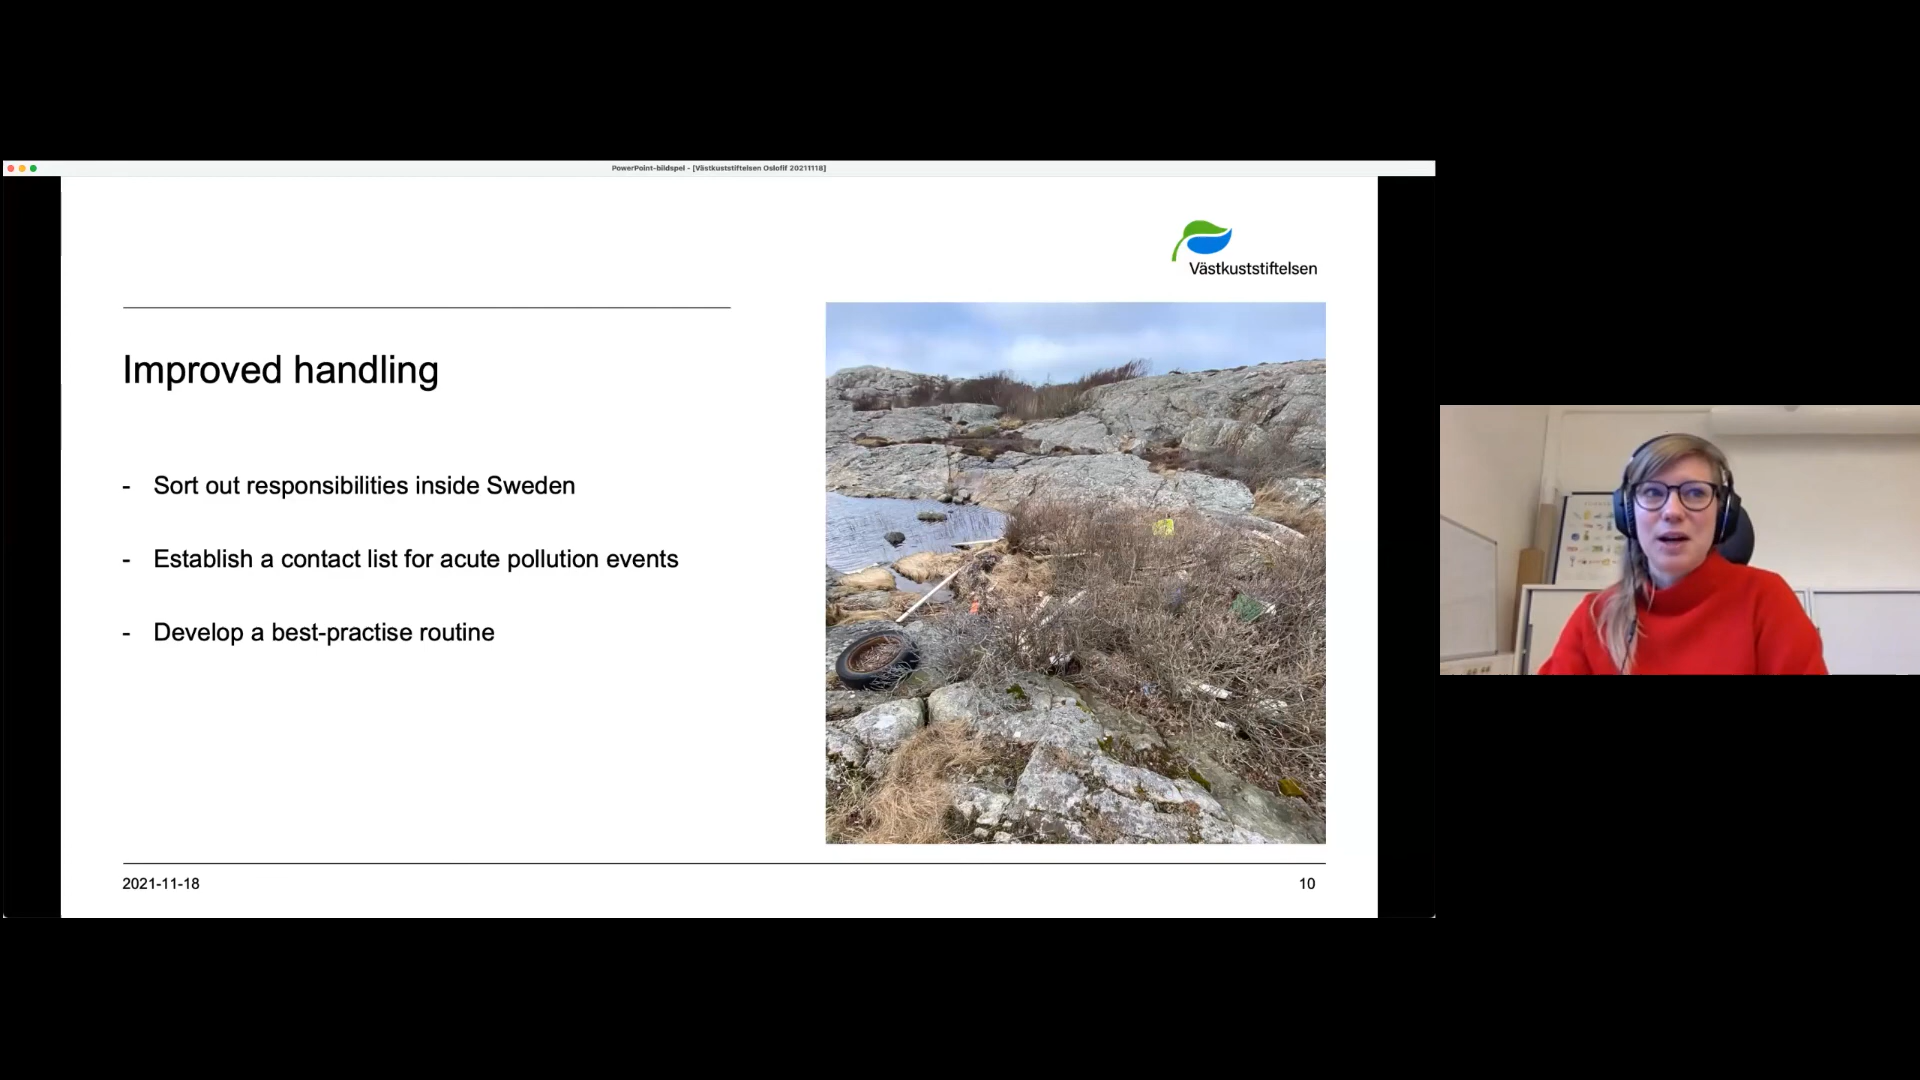 PowerPoint-bildspel - [Västkuststiftelsen Oslofif 20211118]
Västkuststiftelsen
Improved handling
- Sort out responsibilities inside Sweden
- Establish a contact list for acute pollution events
- Develop a best-practise routine
2021-11-18
10